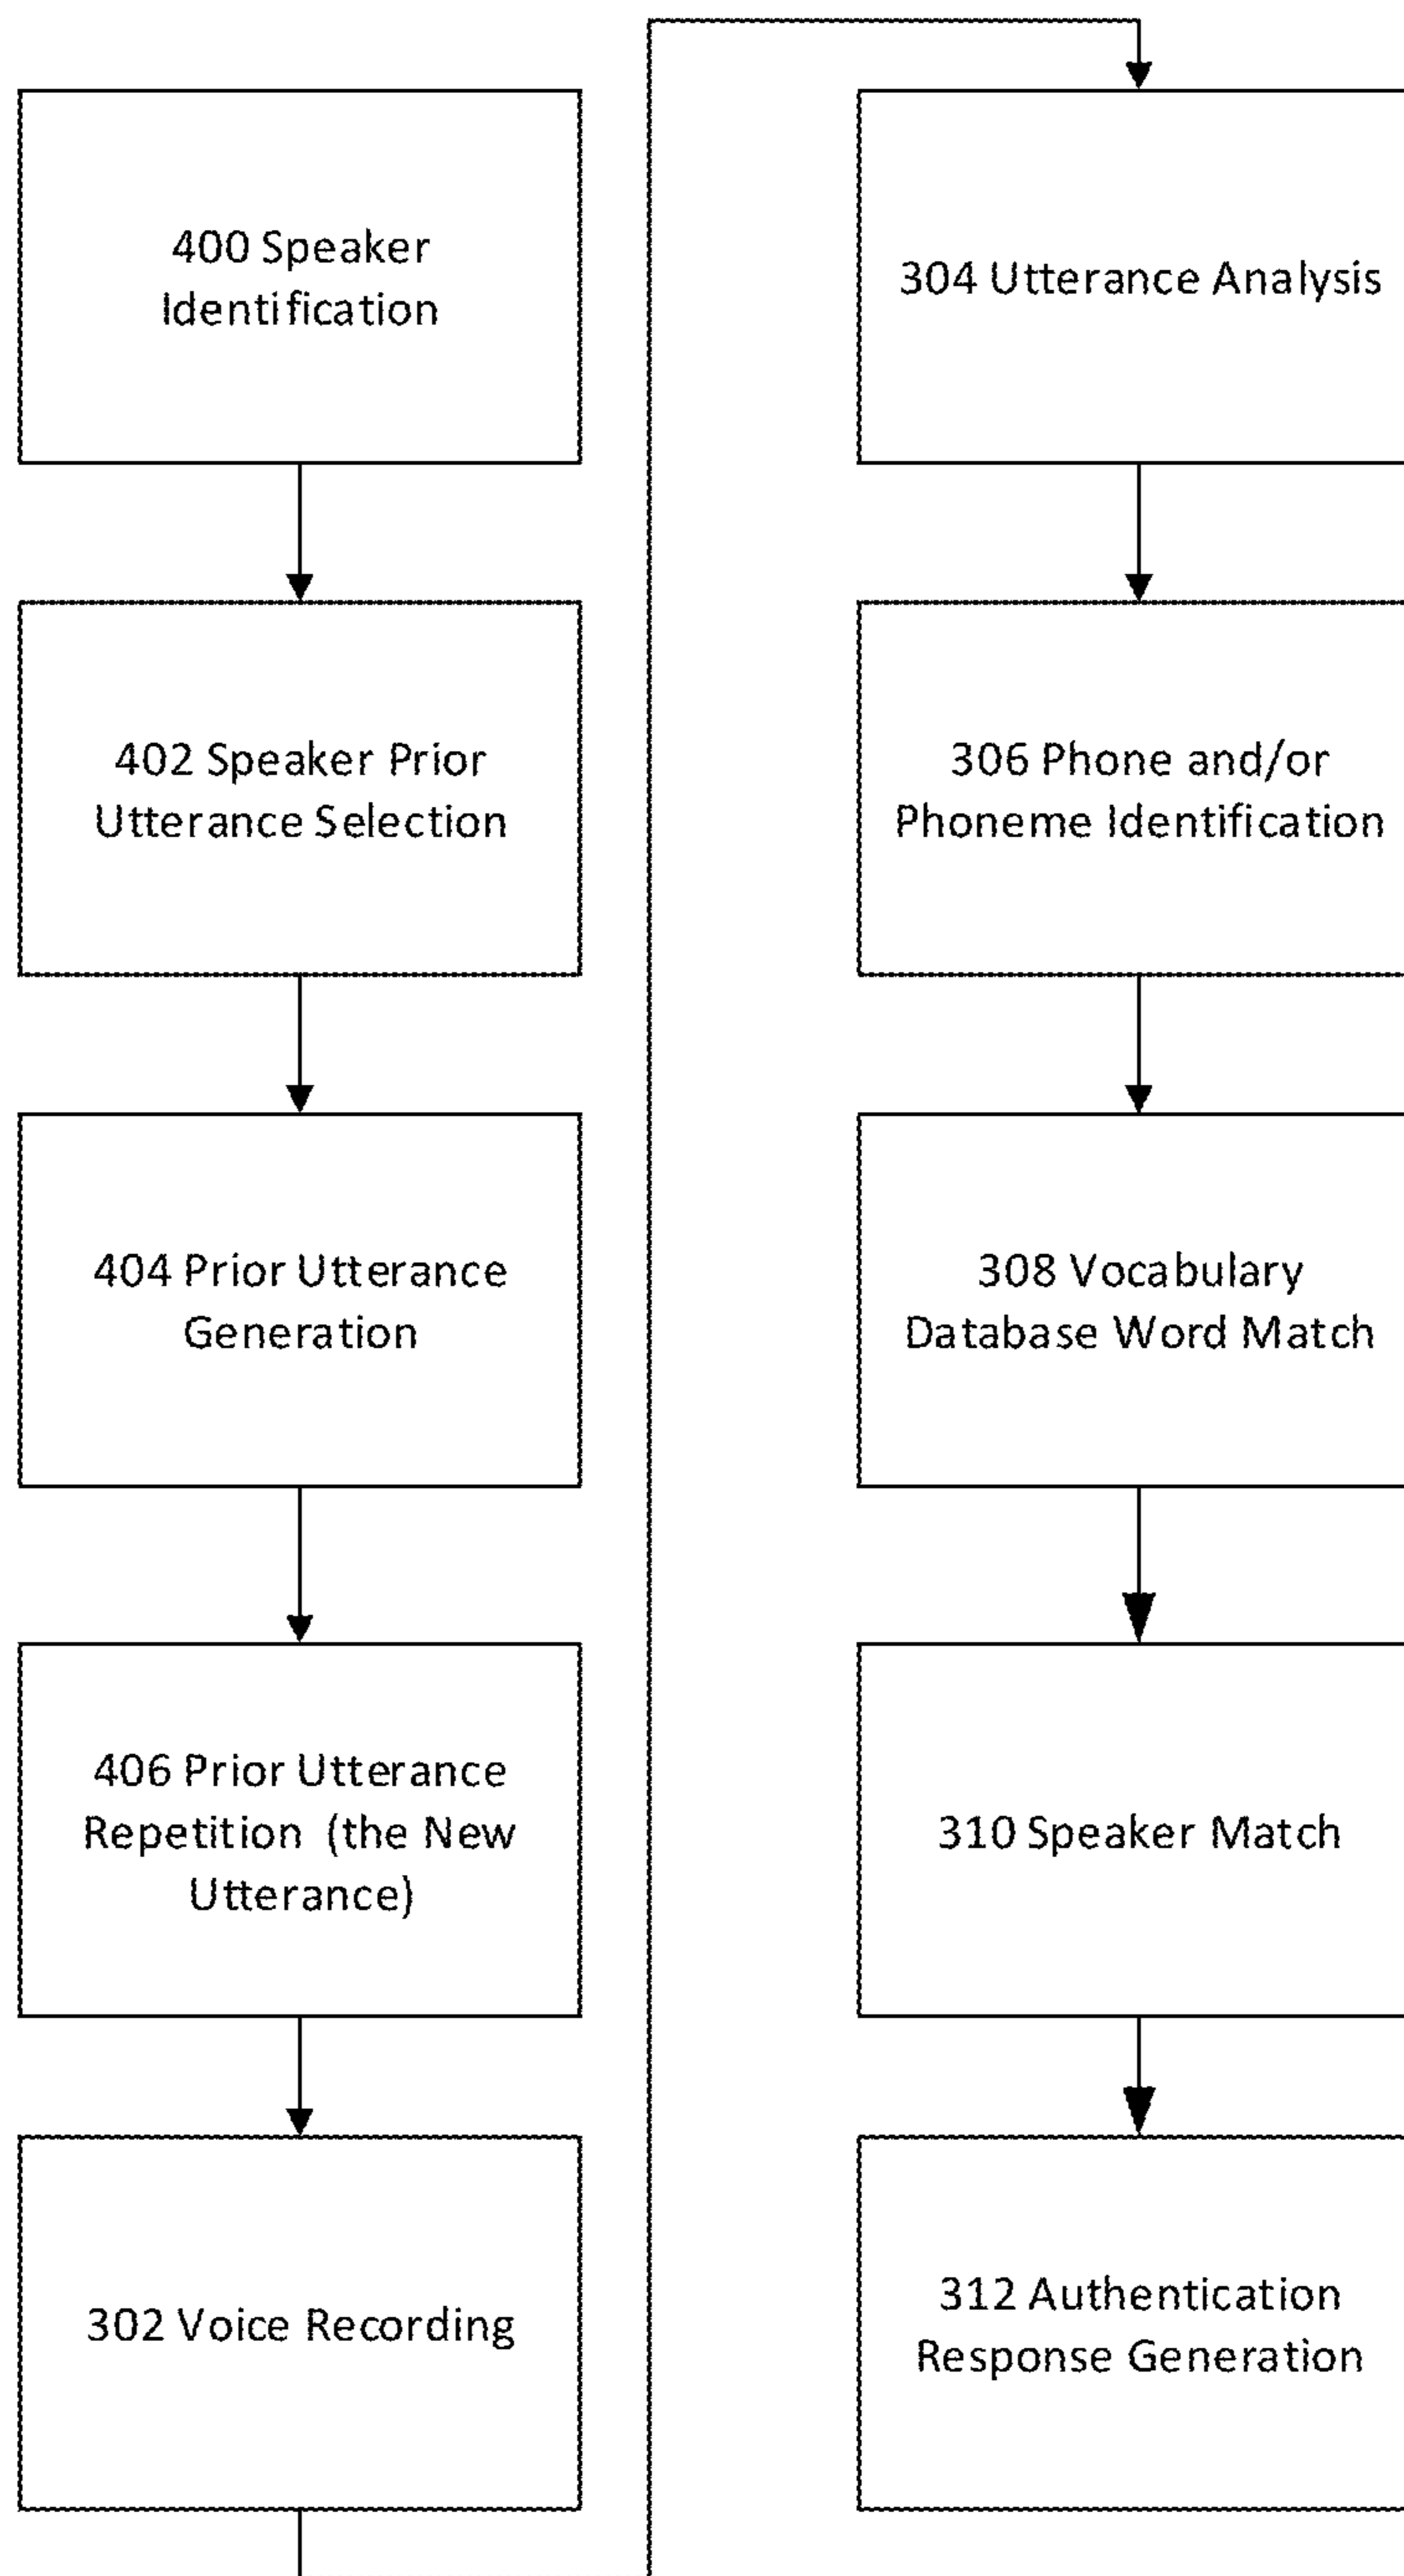 400 Speaker
Identification
402 Speaker Prior
Utterance Selection
404 Prior Utterance
Generation
406 Prior Utterance
Repetition (the New
Utterance)
302 Voice Recording
304 Utterance Analysis
306 Phone and/or
Phoneme Identification
308 Vocabulary
Database Word Match
310 Speaker Match
312 Authentication
Response Generation